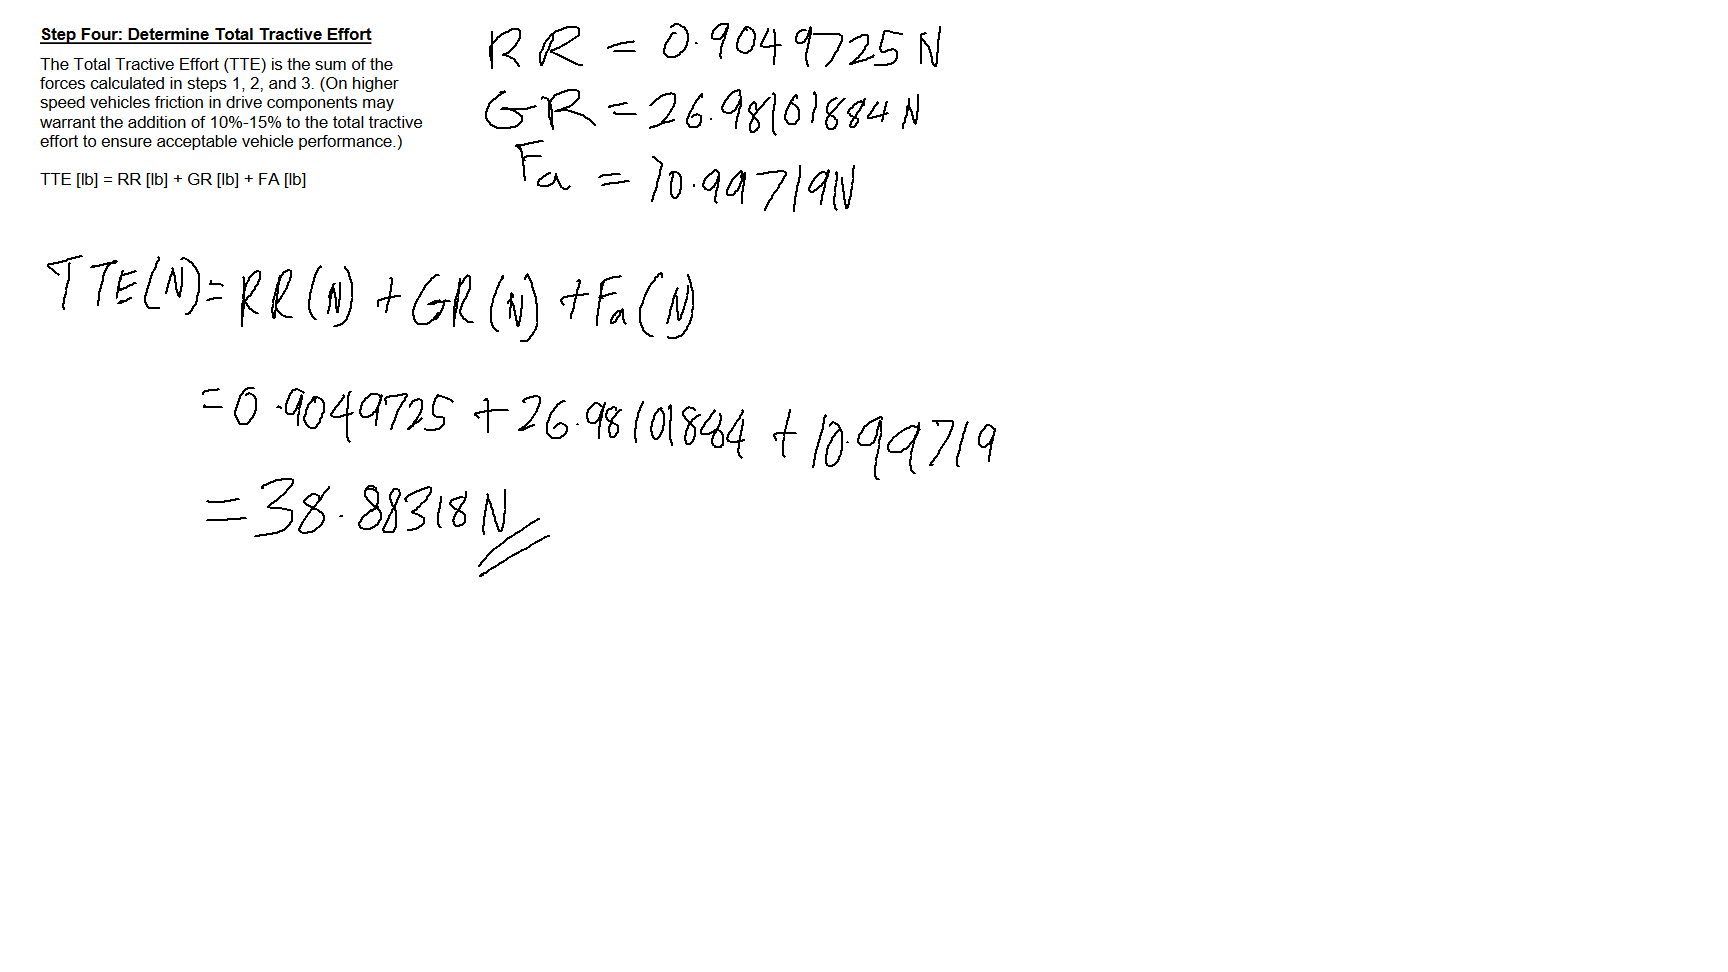 Step Four: Determine Total Tractive Effort
The Total Tractive Effort (TTE) is the sum of the
forces calculated in steps 1, 2, and 3. (On higher
speed vehicles friction in drive components may
warrant the addition of 10%-15% to the total tractive
effort to ensure acceptable vehicle performance.)
TTE [lb] = RR [lb] + GR [lb] + FA [lb]
RR = 0.9049725 N
GR = 26.98101884 N
Fa = 10.99719N
TTE(N)= RR(N) + GR(N) + Fa(N)
= 0.9049725 + 26.98101884 + 10.99719
= 38.88318 N